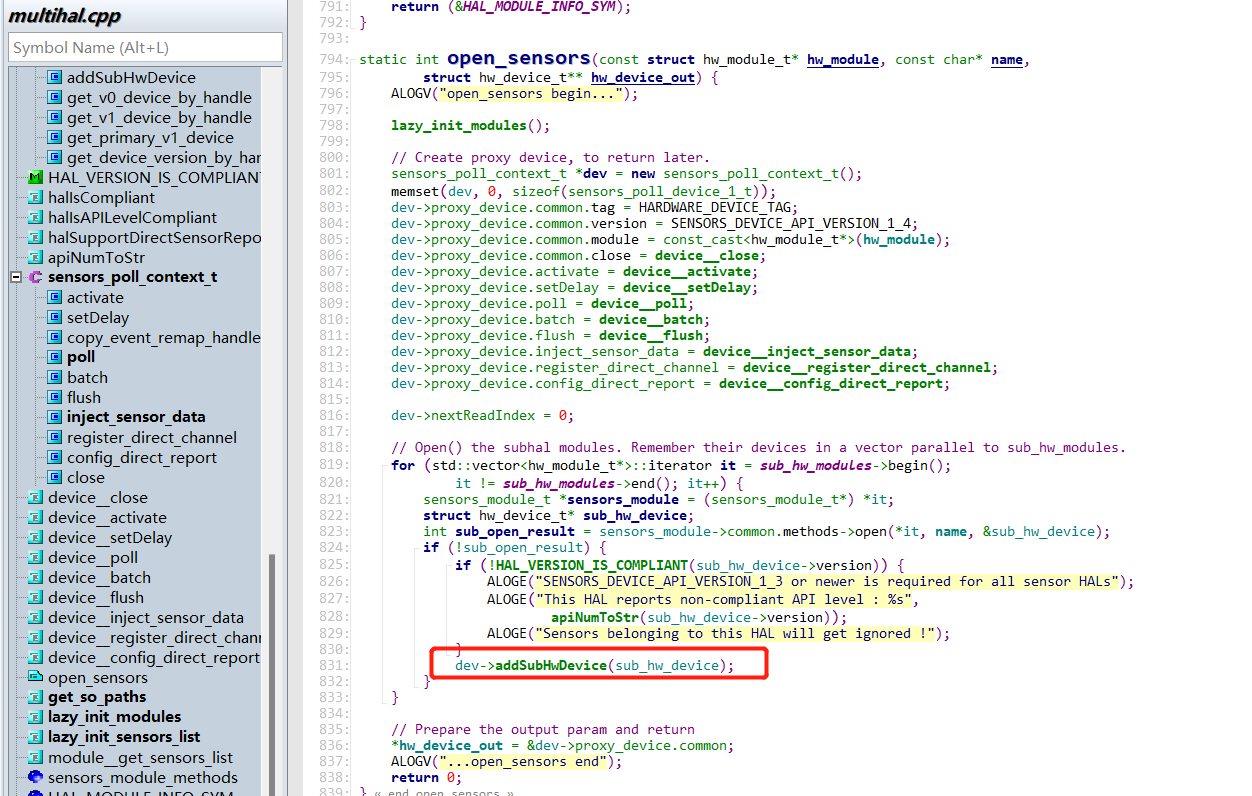 multihal.cpp
Symbol Name (Alt+L)
addSubHwDevice
get_v0_device_by_handle
get_v1_device_by_handle
get_primary_v1_device
get_device_version_by_har
HAL_VERSION_IS_COMPLIANT
halIsCompliant
halIsAPILevelCompliant
halSupportDirectSensorRepo
apiNumToStr
sensors_poll_context_t
activate
setDelay
copy_event_remap_handle
poll
batch
flush
inject_sensor_data
register_direct_channel
config_direct_report
close
device__close
device__activate
device__setDelay
device__poll
device__batch
device__flush
device__inject_sensor_data
device__register_direct_chanr
device__config_direct_report
open_sensors
get_so_paths
lazy_init_modules
lazy_init_sensors_list
module__get_sensors_list
sensors_module_methods
HAL_MODULE_INFO_SYM
791: return (&HAL_MODULE_INFO_SYM);
792: }
793:
794: static int open_sensors(const struct hw_module_t* hw_module, const char* name,
795: struct hw_device_t** hw_device_out) {
796: ALOGV("open_sensors begin...");
797:
798: lazy_init_modules();
799:
800: // Create proxy device, to return later.
801: sensors_poll_context_t *dev = new sensors_poll_context_t();
802: memset(dev, 0, sizeof(sensors_poll_device_1_t));
803: dev->proxy_device.common.tag = HARDWARE_DEVICE_TAG;
804: dev->proxy_device.common.version = SENSORS_DEVICE_API_VERSION_1_4;
805: dev->proxy_device.common.module = const_cast<hw_module_t*>(hw_module);
806: dev->proxy_device.common.close = device__close;
807: dev->proxy_device.activate = device__activate;
808: dev->proxy_device.setDelay = device__setDelay;
809: dev->proxy_device.poll = device__poll;
810: dev->proxy_device.batch = device__batch;
811: dev->proxy_device.flush = device__flush;
812: dev->proxy_device.inject_sensor_data = device__inject_sensor_data;
813: dev->proxy_device.register_direct_channel = device__register_direct_channel;
814: dev->proxy_device.config_direct_report = device__config_direct_report;
815:
816: dev->nextReadIndex = 0;
817:
818: // Open() the subhal modules. Remember their devices in a vector parallel to sub_hw_modules.
819: for (std::vector<hw_module_t*>::iterator it = sub_hw_modules->begin();
820: it != sub_hw_modules->end(); it++) {
821: sensors_module_t *sensors_module = (sensors_module_t*) *it;
822: struct hw_device_t* sub_hw_device;
823: int sub_open_result = sensors_module->common.methods->open(*it, name, &sub_hw_device);
824: if (!sub_open_result) {
825: if (!HAL_VERSION_IS_COMPLIANT(sub_hw_device->version)) {
826: ALOGE("SENSORS_DEVICE_API_VERSION_1_3 or newer is required for all sensor HALs");
827: ALOGE("This HAL reports non-compliant API level : %s",
828: apiNumToStr(sub_hw_device->version));
829: ALOGE("Sensors belonging to this HAL will get ignored !");
830: }
831: dev->addSubHwDevice(sub_hw_device);
832: }
833: }
834:
835: // Prepare the output param and return
836: *hw_device_out = &dev->proxy_device.common;
837: ALOGV("...open_sensors end");
838: return 0;
839: } « end open_sensors »